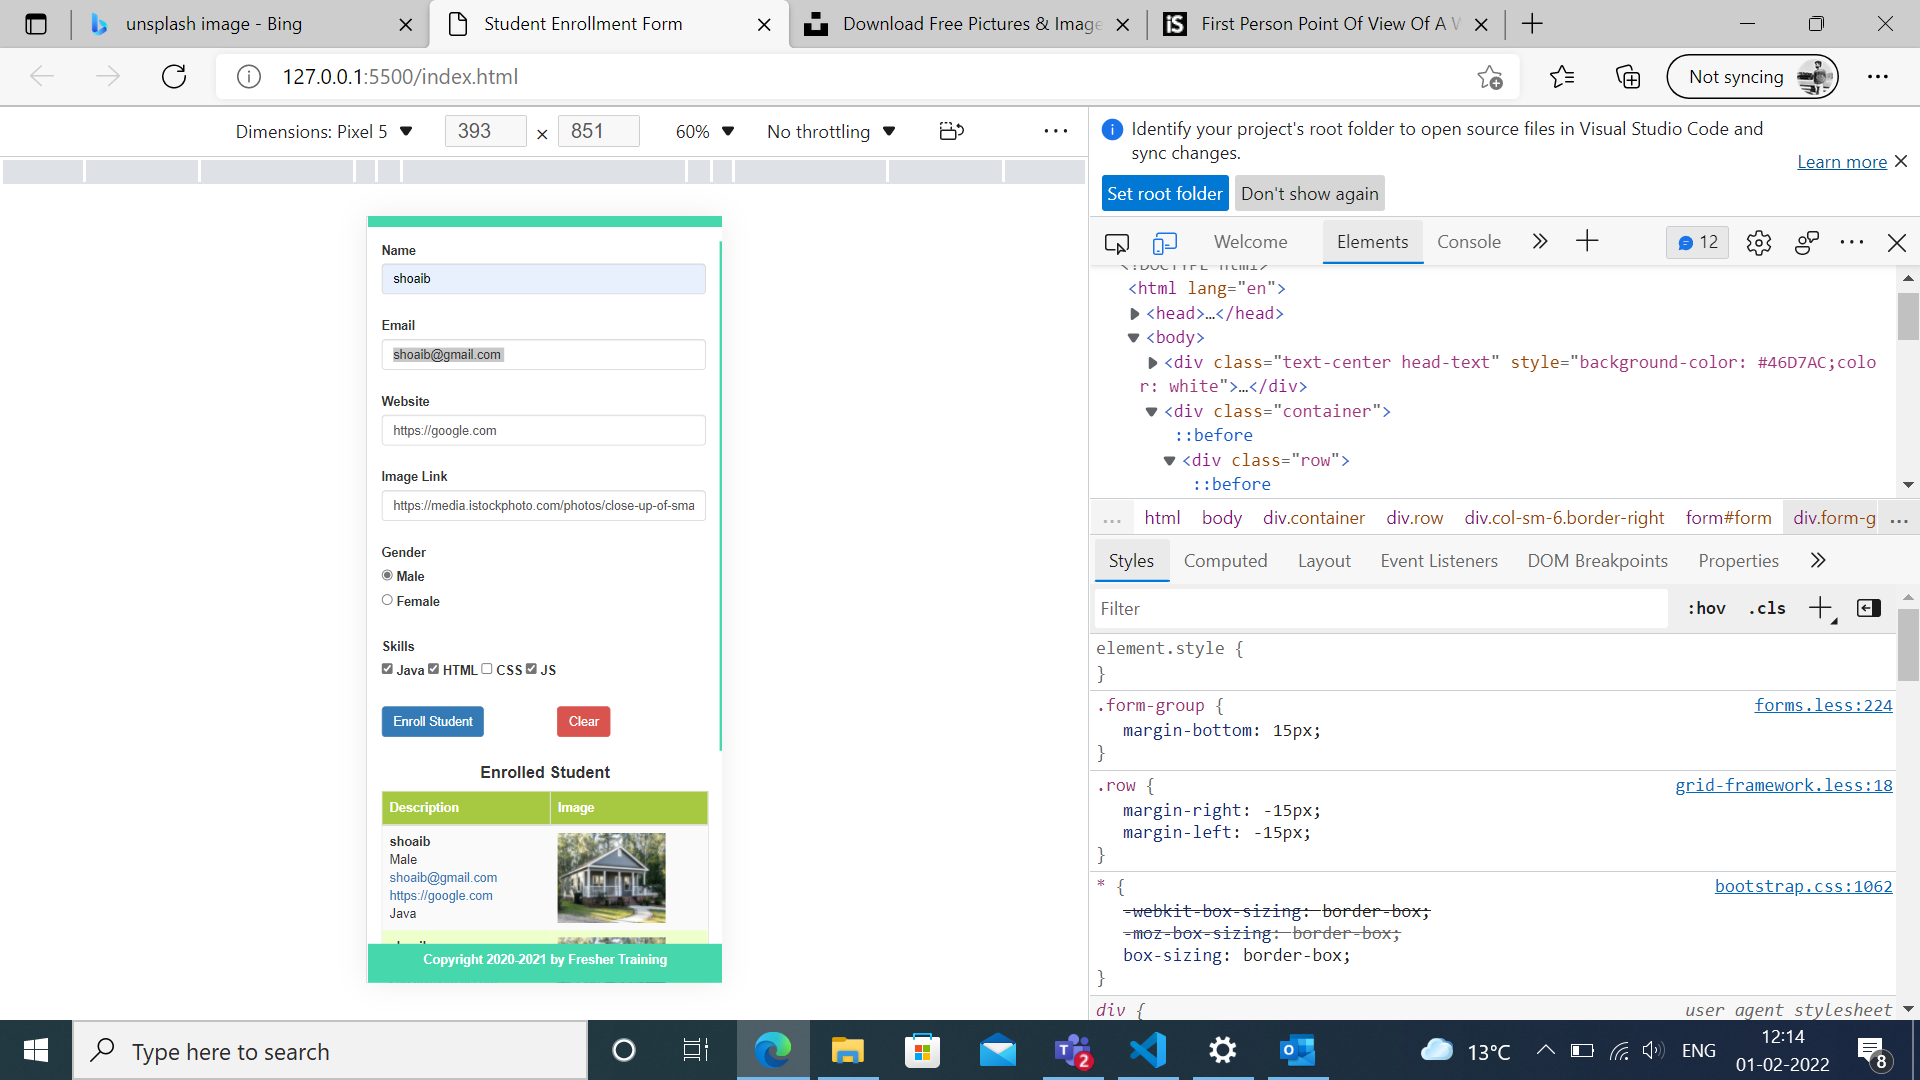 unsplash image - Bing
Student Enrollment Form
Download Free Pictures & Image
First Person Point Of View Of A
127.0.0.1:5500/index.html
Not syncing
Dimensions: Pixel 5
393 × 851
60%
No throttling
Identify your project's root folder to open source files in Visual Studio Code and
sync changes.
Learn more
Set root folder
Don't show again
Welcome
Elements
Console
12
<!DOCTYPE html>
<html lang="en">
<head>…</head>
<body>
<div class="text-center head-text" style="background-color: #46D7AC;colo
r: white">…</div>
<div class="container">
::before
<div class="row">
::before
... html body div.container div.row div.col-sm-6.border-right form#form div.form-g ...
Styles Computed Layout Event Listeners DOM Breakpoints Properties
Filter
:hov .cls
element.style {
}
.form-group {
forms.less:224
margin-bottom: 15px;
}
.row {
grid-framework.less:18
margin-right: -15px;
margin-left: -15px;
}
* {
bootstrap.css:1062
-webkit-box-sizing: border-box;
-moz-box-sizing: border-box;
box-sizing: border-box;
}
div {
user agent stylesheet
Name
shoaib
Email
shoaib@gmail.com
Website
https://google.com
Image Link
https://media.istockphoto.com/photos/close-up-of-sma
Gender
Male
Female
Skills
Java HTML CSS JS
Enroll Student
Clear
Enrolled Student
Description
Image
shoaib
Male
shoaib@gmail.com
https://google.com
Java
Copyright 2020-2021 by Fresher Training
Type here to search
2
13°C
ENG
12:14
01-02-2022
8